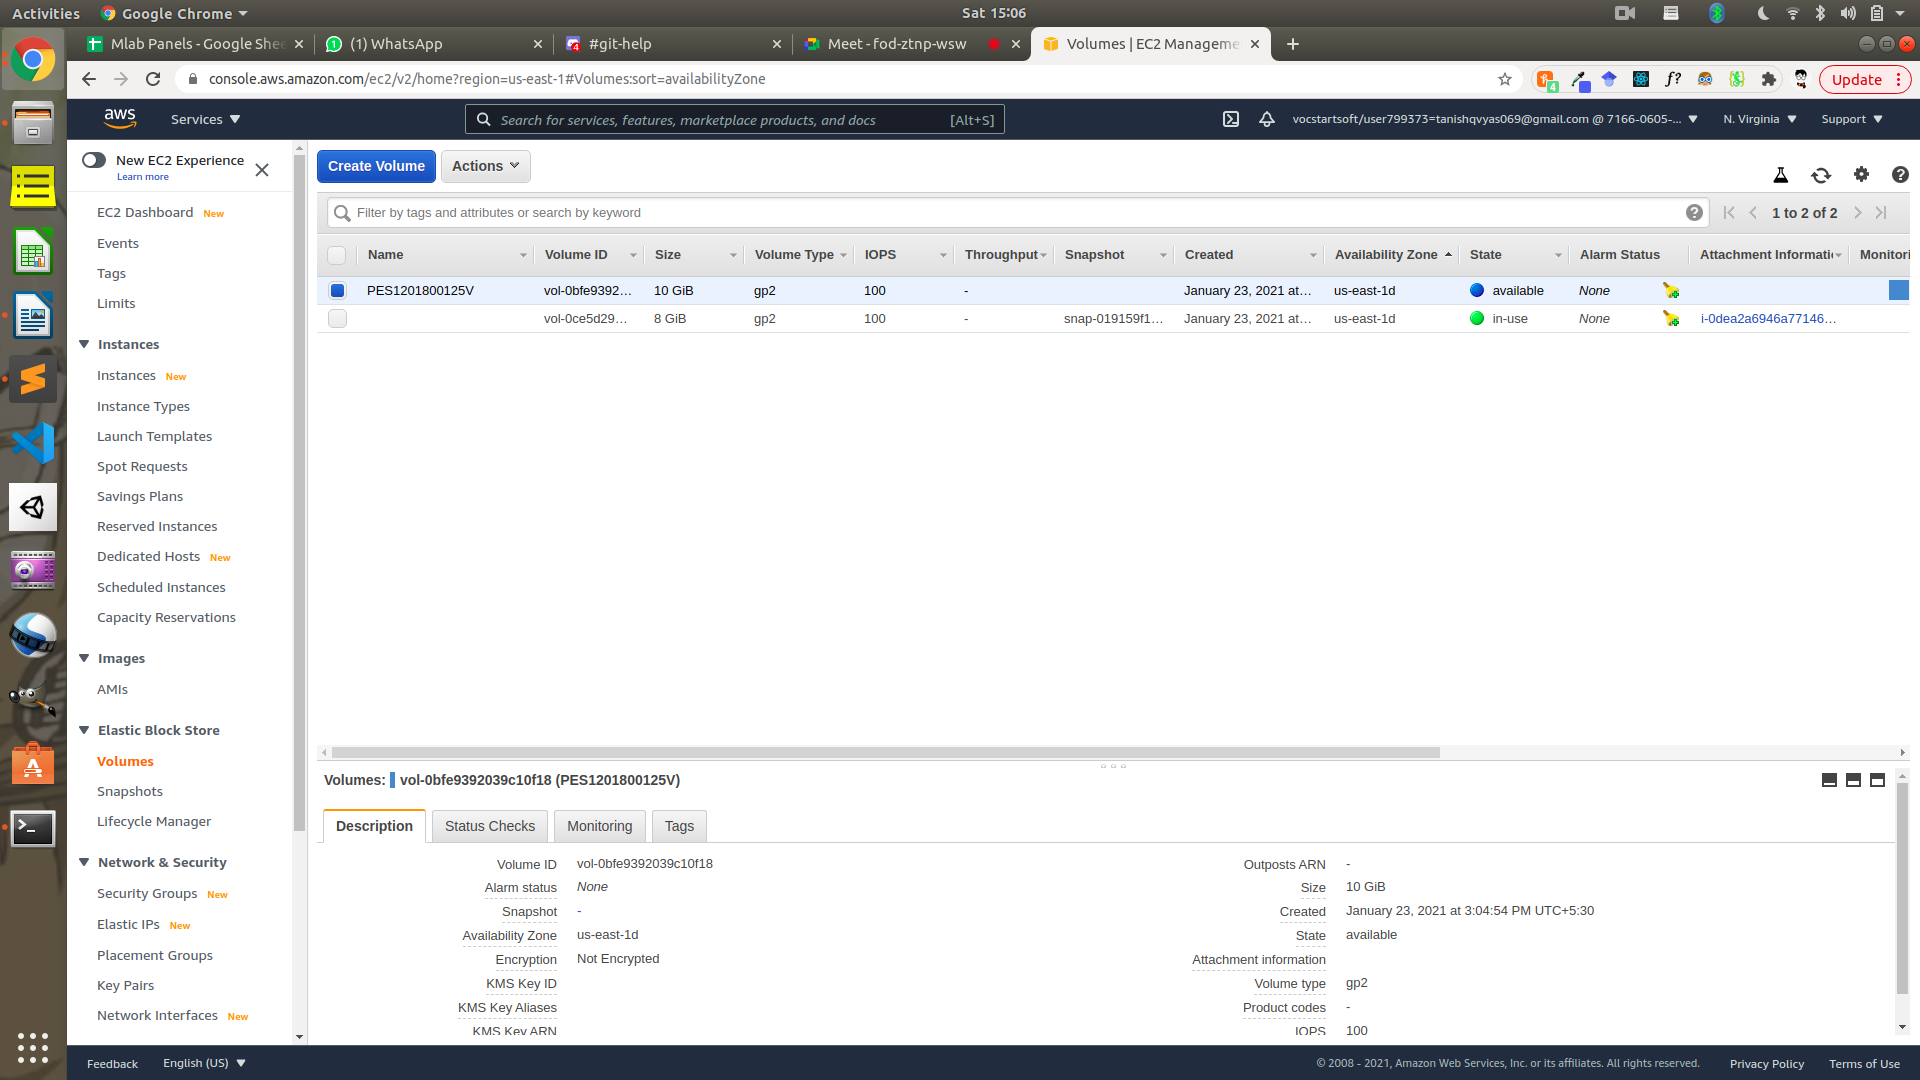 Activities
Google Chrome
Sat 15:06
Mlab Panels - Google Shee
(1) WhatsApp
#git-help
Meet - fod-ztnp-wsw
Volumes | EC2 Manageme
console.aws.amazon.com/ec2/v2/home?region=us-east-1#Volumes:sort=availabilityZone
4
f?
Update
aws
Services
Search for services, features, marketplace products, and docs
[Alt+S]
vocstartsoft/user799373=tanishqvyas069@gmail.com @ 7166-0605-...
N. Virginia
Support
New EC2 Experience
Learn more
EC2 Dashboard New
Events
Tags
Limits
Instances
Instances New
Instance Types
Launch Templates
Spot Requests
Savings Plans
Reserved Instances
Dedicated Hosts New
Scheduled Instances
Capacity Reservations
Images
AMIs
Elastic Block Store
Volumes
Snapshots
Lifecycle Manager
Network & Security
Security Groups New
Elastic IPs New
Placement Groups
Key Pairs
Network Interfaces New
Create Volume
Actions
Filter by tags and attributes or search by keyword
1 to 2 of 2
Name Volume ID Size Volume Type IOPS Throughput Snapshot Created Availability Zone State Alarm Status Attachment Informati Monitori
PES1201800125V vol-0bfe9392... 10 GiB gp2 100 - January 23, 2021 at... us-east-1d available None
vol-0ce5d29... 8 GiB gp2 100 - snap-019159f1... January 23, 2021 at... us-east-1d in-use None i-0dea2a6946a77146...
Volumes: vol-0bfe9392039c10f18 (PES1201800125V)
Description
Status Checks
Monitoring
Tags
Volume ID vol-0bfe9392039c10f18
Alarm status None
Snapshot -
Availability Zone us-east-1d
Encryption Not Encrypted
KMS Key ID
KMS Key Aliases
KMS Key ARN
Outposts ARN -
Size 10 GiB
Created January 23, 2021 at 3:04:54 PM UTC+5:30
State available
Attachment information
Volume type gp2
Product codes -
IOPS 100
Feedback
English (US)
© 2008 - 2021, Amazon Web Services, Inc. or its affiliates. All rights reserved.
Privacy Policy
Terms of Use